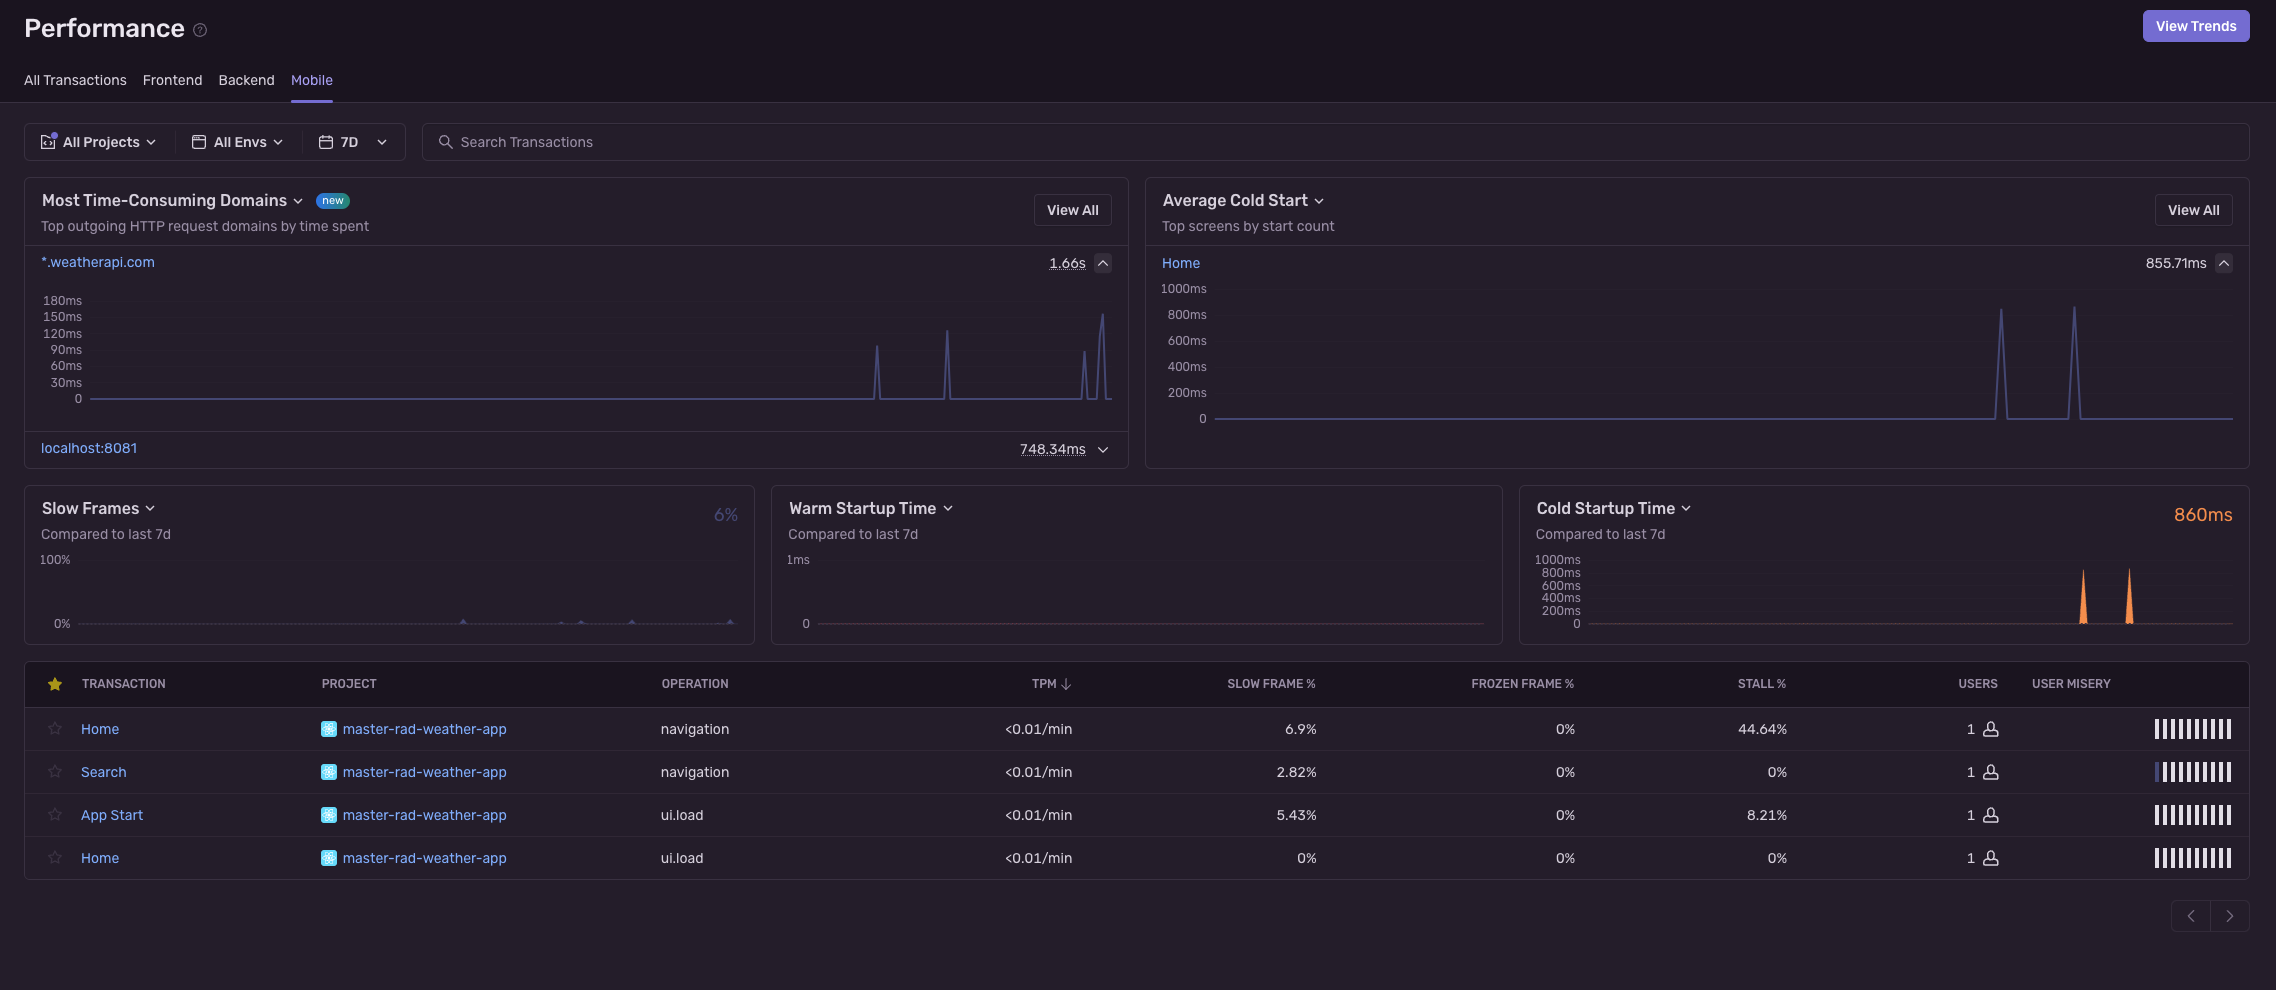 Performance
View Trends
All Transactions Frontend Backend Mobile
All Projects All Envs 7D Search Transactions
Most Time-Consuming Domains new
Top outgoing HTTP request domains by time spent
View All
*.weatherapi.com 1.66s
180ms
150ms
120ms
90ms
60ms
30ms
0
localhost:8081 748.34ms
Average Cold Start
Top screens by start count
View All
Home 855.71ms
1000ms
800ms
600ms
400ms
200ms
0
Slow Frames
Compared to last 7d
6%
100%
0%
Warm Startup Time
Compared to last 7d
1ms
0
Cold Startup Time
Compared to last 7d
860ms
1000ms
800ms
600ms
400ms
200ms
0
TRANSACTION PROJECT OPERATION TPM SLOW FRAME % FROZEN FRAME % STALL % USERS USER MISERY
Home master-rad-weather-app navigation <0.01/min 6.9% 0% 44.64% 1
Search master-rad-weather-app navigation <0.01/min 2.82% 0% 0% 1
App Start master-rad-weather-app ui.load <0.01/min 5.43% 0% 8.21% 1
Home master-rad-weather-app ui.load <0.01/min 0% 0% 0% 1